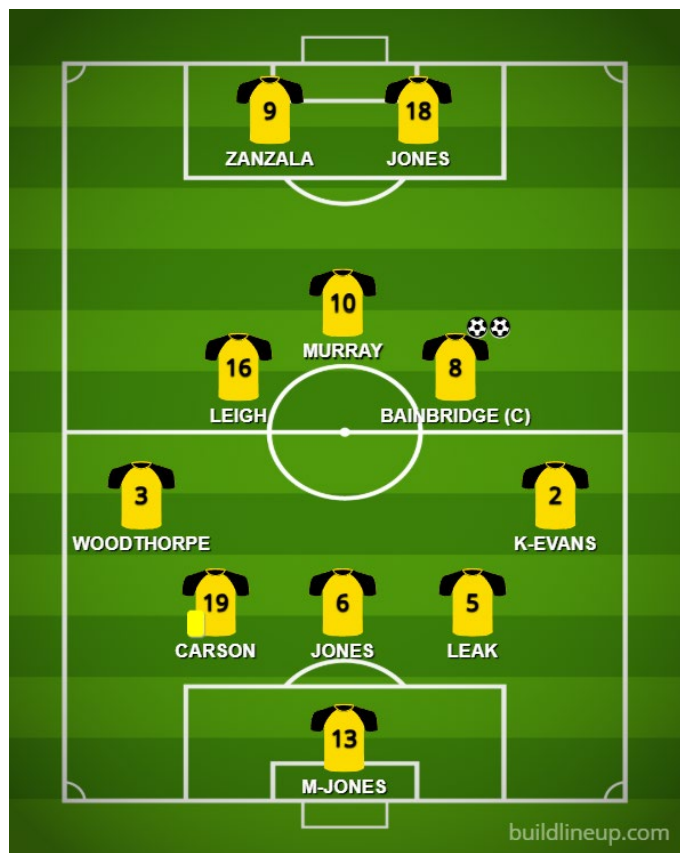 9
18
ZANZALA
JONES
10
MURRAY
16
8
LEIGH
BAINBRIDGE (C)
3
2
WOODTHORPE
K-EVANS
19
6
5
CARSON
JONES
LEAK
13
M-JONES
buildlineup.com